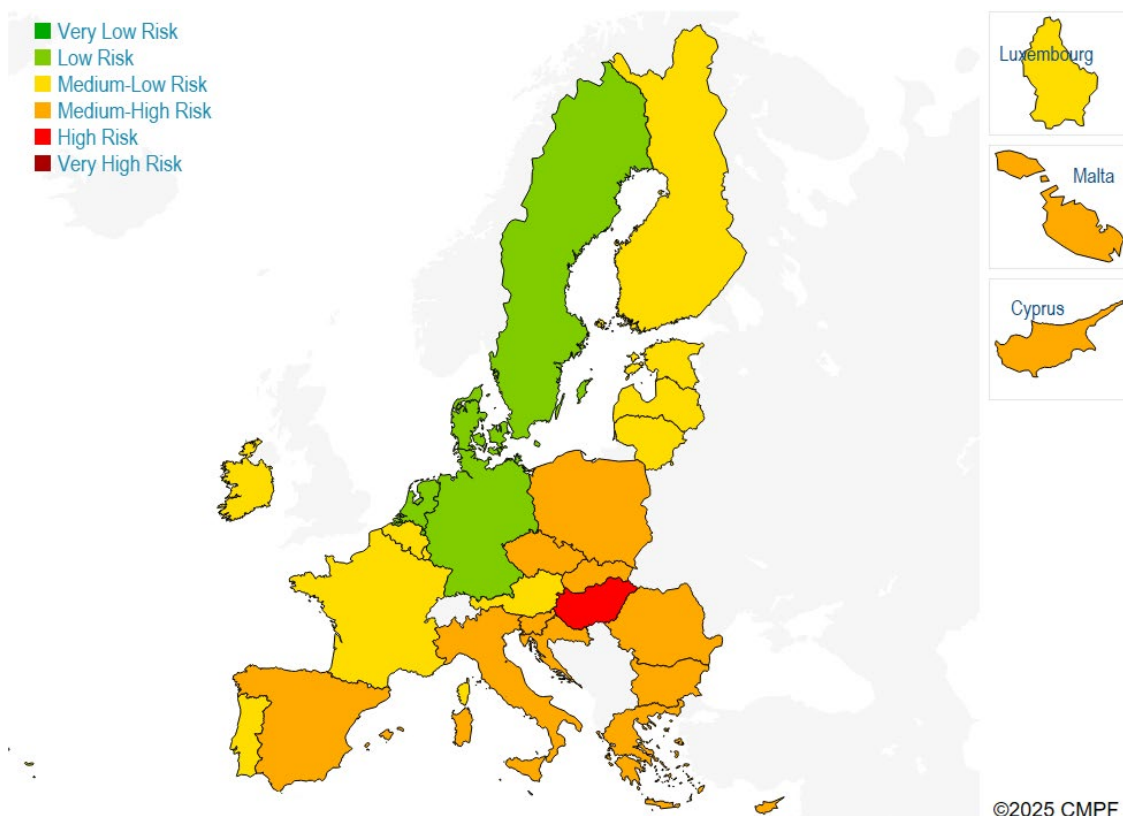 Very Low Risk
Low Risk
Medium-Low Risk
Medium-High Risk
High Risk
Very High Risk
Luxembourg
Malta
Cyprus
©2025 CMPF